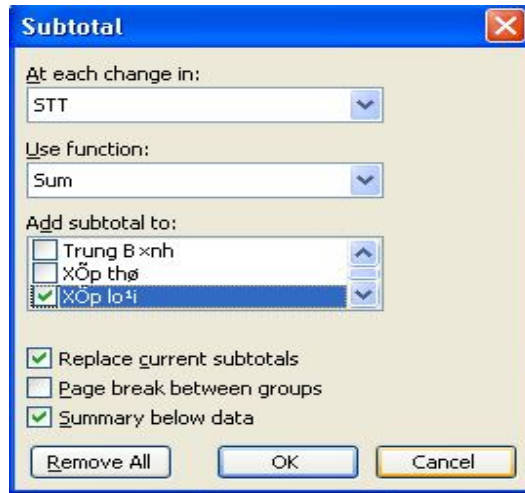 Subtotal
At each change in:
STT
Use function:
Sum
Add subtotal to:
Trung B×nh
XÕp thø
XÕp lo¹i
Replace current subtotals
Page break between groups
Summary below data
Remove All OK Cancel